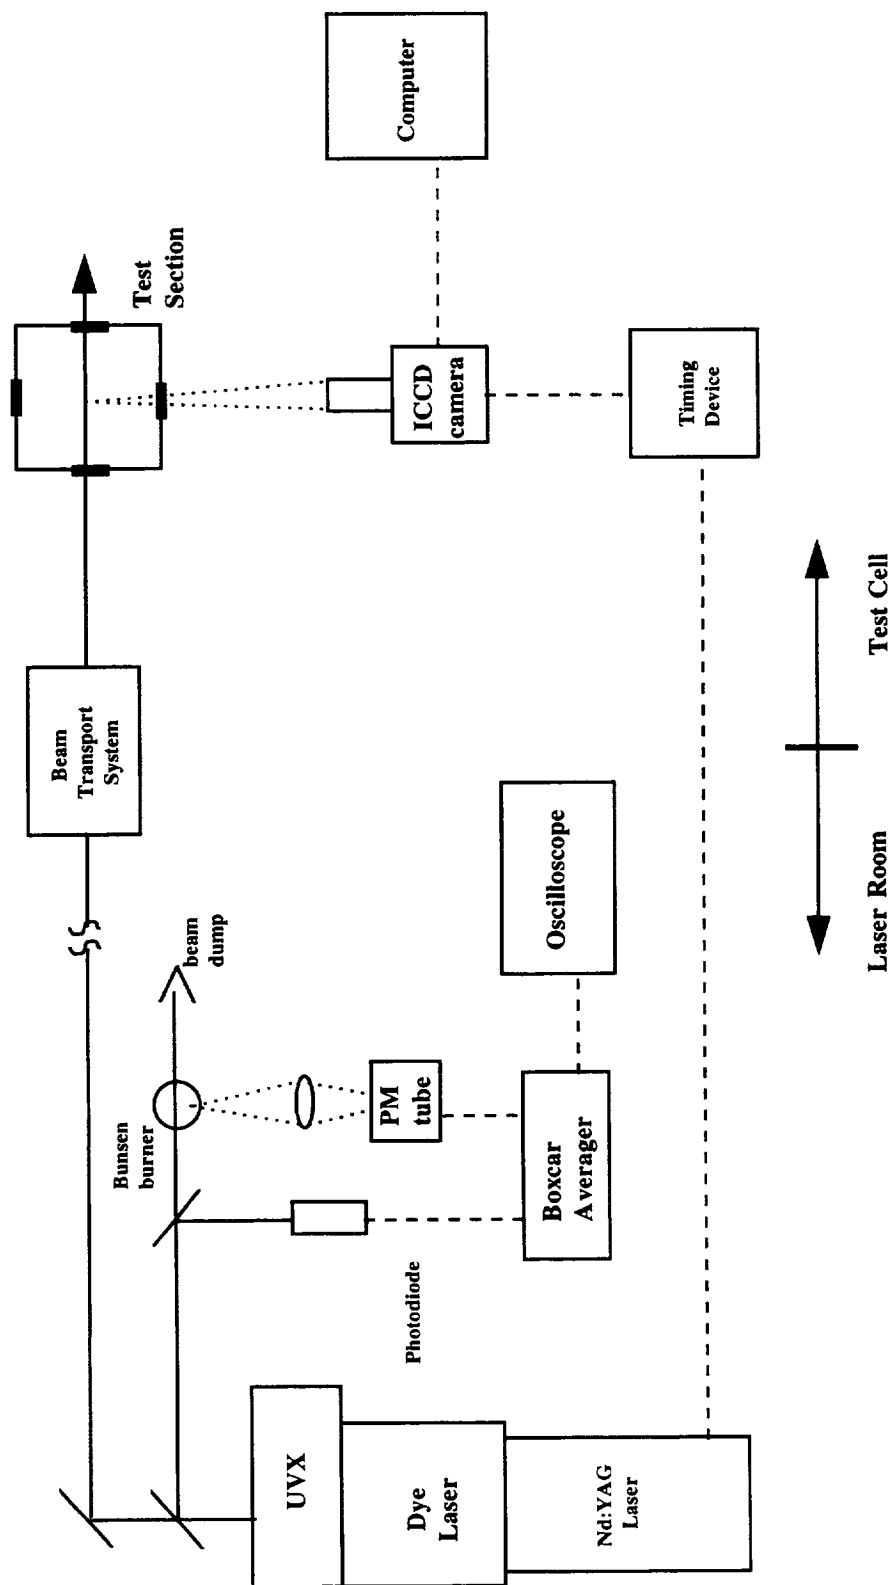 Computer
Test
Section
ICCD
camera
Timing
Device
Beam
Transport
System
Test Cell
Laser Room
Oscilloscope
beam
dump
Bunsen
burner
PM
tube
Boxcar
Averager
Photodiode
UVX
Dye
Laser
Nd:YAG
Laser